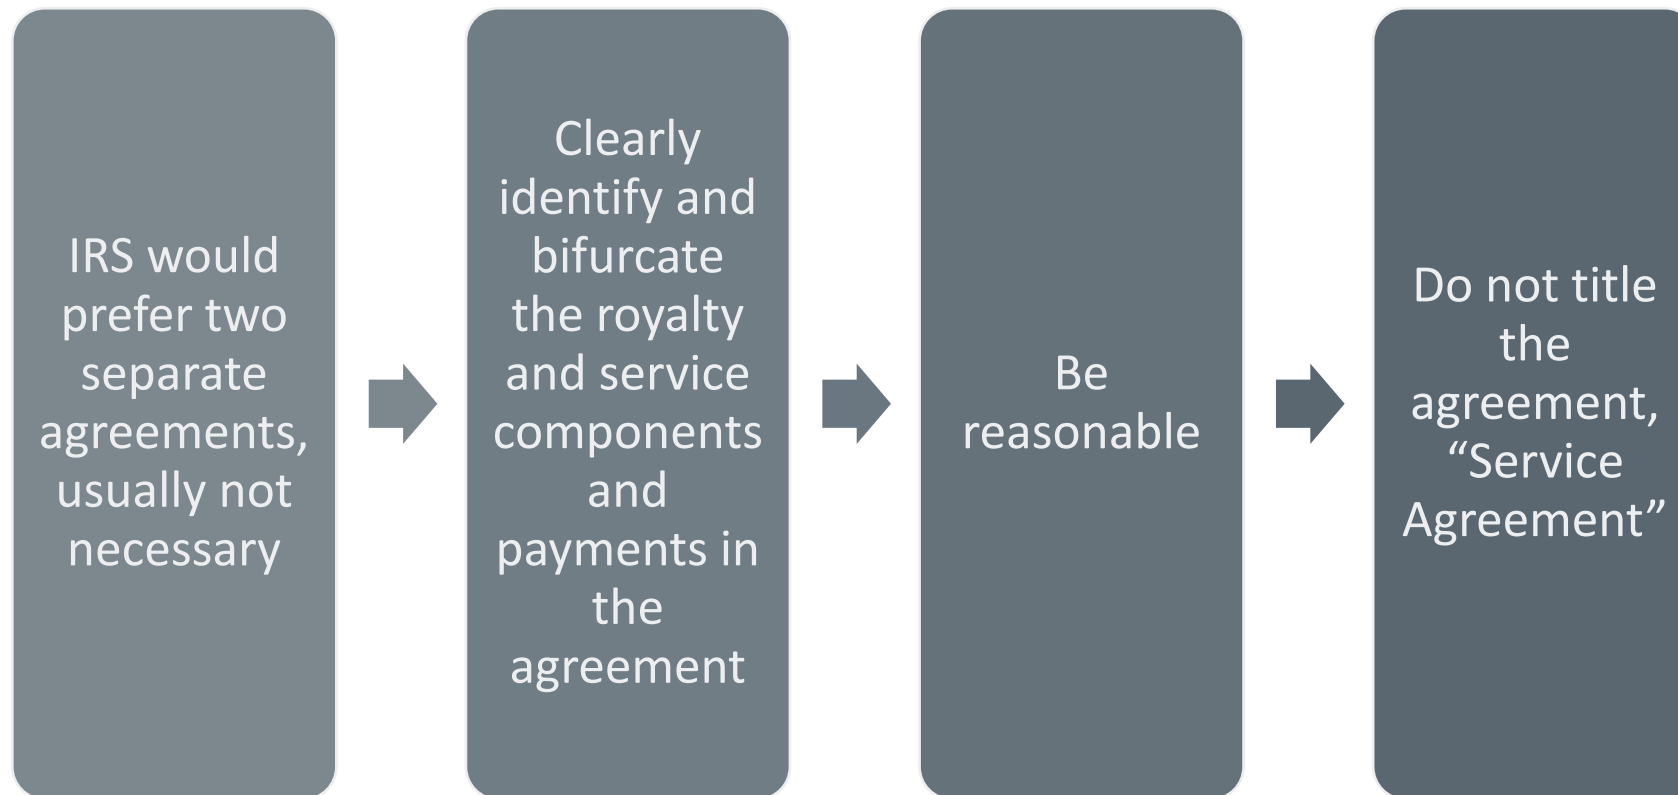 IRS would
prefer two
separate
agreements,
usually not
necessary
Clearly
identify and
bifurcate
the royalty
and service
components
and
payments in
the
agreement
Be
reasonable
Do not title
the
agreement,
“Service
Agreement”